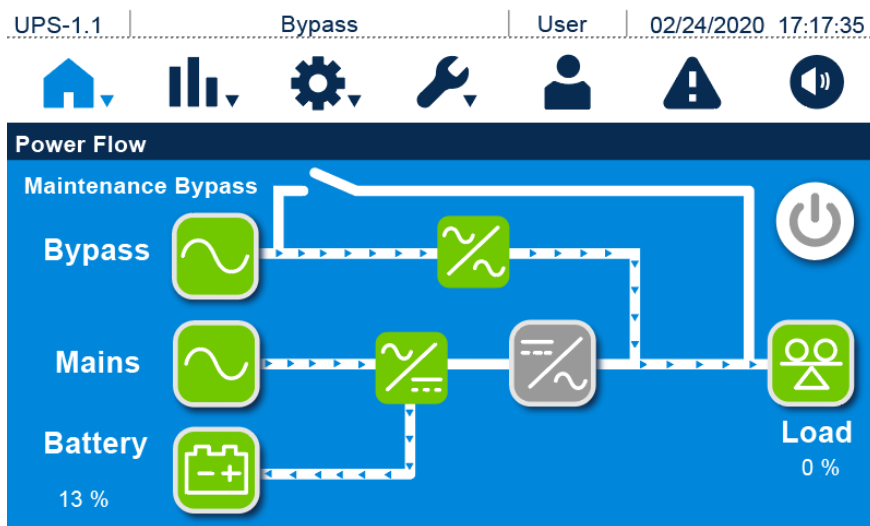 UPS-1.1 Bypass User 02/24/2020 17:17:35
Power Flow
Maintenance Bypass
Bypass
Mains
Battery
13 %
Load
0 %